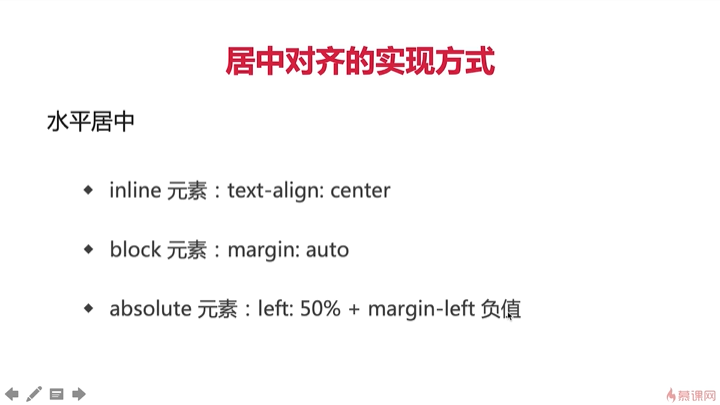 居中对齐的实现方式
水平居中
inline 元素：text-align: center
block 元素：margin: auto
absolute 元素：left: 50% + margin-left 负值
慕课网